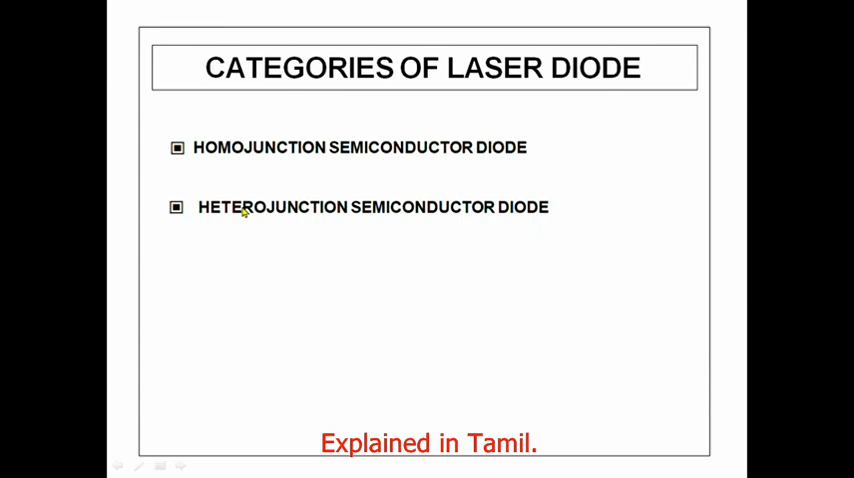 CATEGORIES OF LASER DIODE
HOMOJUNCTION SEMICONDUCTOR DIODE
HETEROJUNCTION SEMICONDUCTOR DIODE
Explained in Tamil.